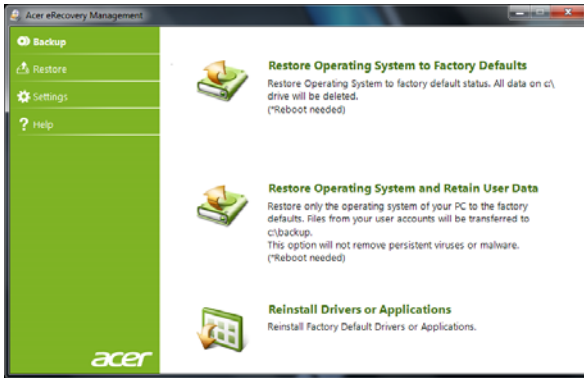 Acer eRecovery Management
Backup
Restore
Settings
? Help
Restore Operating System to Factory Defaults
Restore Operating System to factory default status. All data on c\
drive will be deleted.
(*Reboot needed)
Restore Operating System and Retain User Data
Restore only the operating system of your PC to the factory
defaults. Files from your user accounts will be transferred to
c:\backup.
This option will not remove persistent viruses or malware.
(*Reboot needed)
Reinstall Drivers or Applications
Reinstall Factory Default Drivers or Applications.
acer